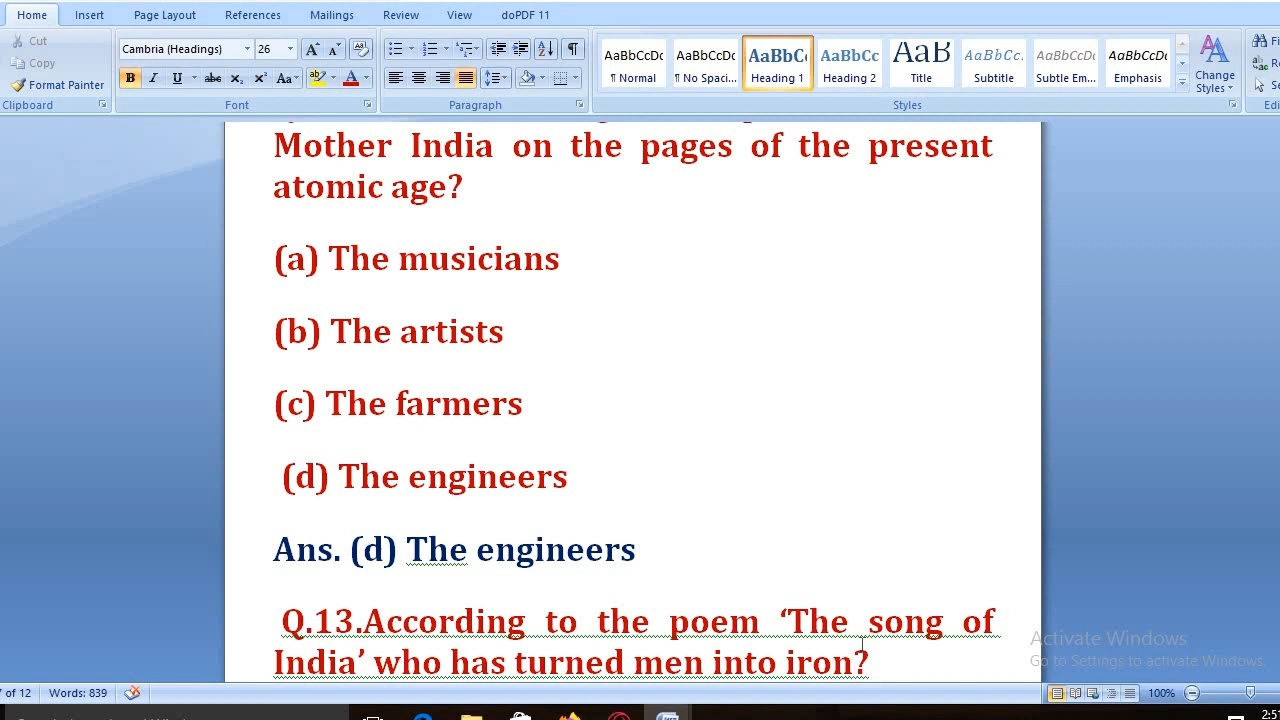 Home Insert Page Layout References Mailings Review View doPDF 11
Cut
Copy
Format Painter
Clipboard
Cambria (Headings) 26
Font
Paragraph
AaBbCcDc AaBbCcDc AaBbC AaBbCc AaB AaBbCc. AaBbCcDc AaBbCcDc
¶ Normal ¶ No Spaci... Heading 1 Heading 2 Title Subtitle Subtle Em... Emphasis
Change Styles
Styles
Mother India on the pages of the present
atomic age?
(a) The musicians
(b) The artists
(c) The farmers
(d) The engineers
Ans. (d) The engineers
Q.13.According to the poem ‘The song of
India’ who has turned men into iron?
Activate Windows
Go to Settings to activate Windows.
of 12 Words: 839 100%